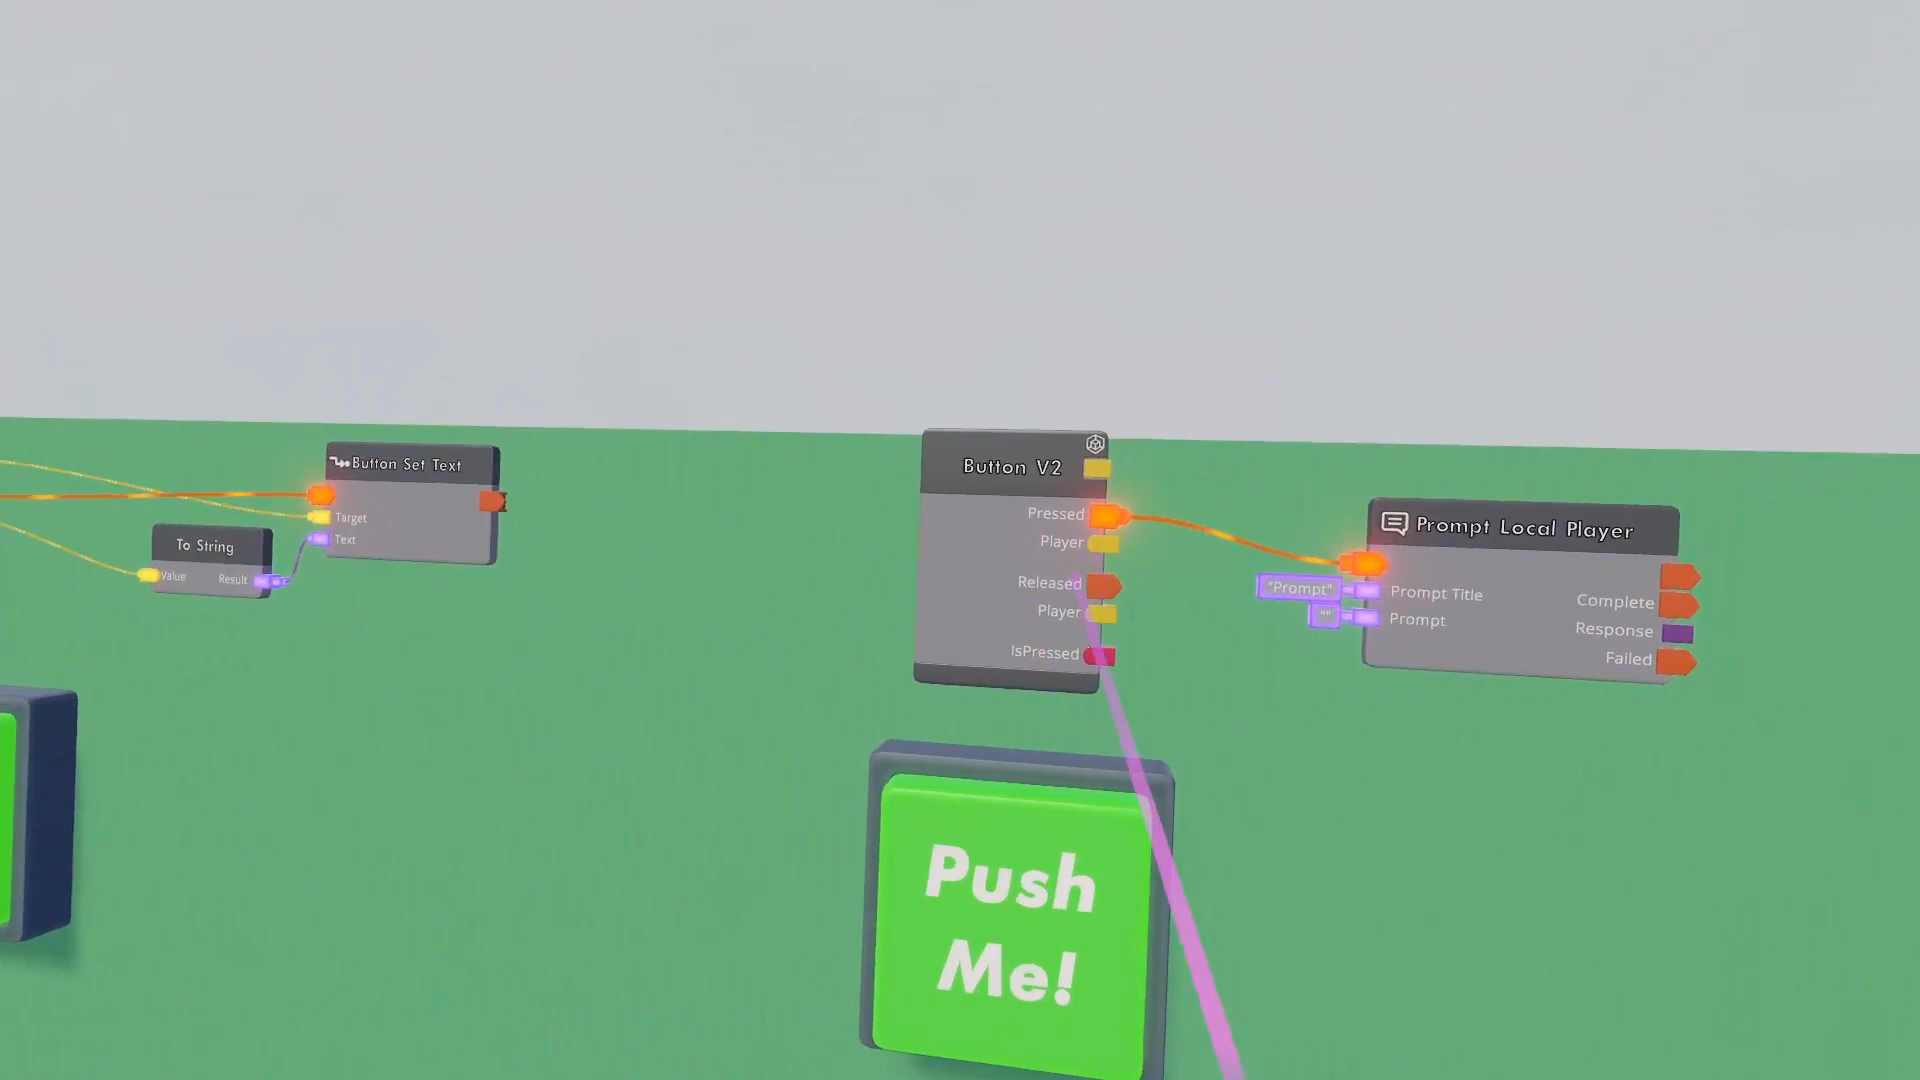 Button Set Text
Target
Text
To String
Value
Result
Button V2
Pressed
Player
Released
Player
IsPressed
Prompt Local Player
"Prompt"
Prompt Title
""
Prompt
Complete
Response
Failed
Push
Me!